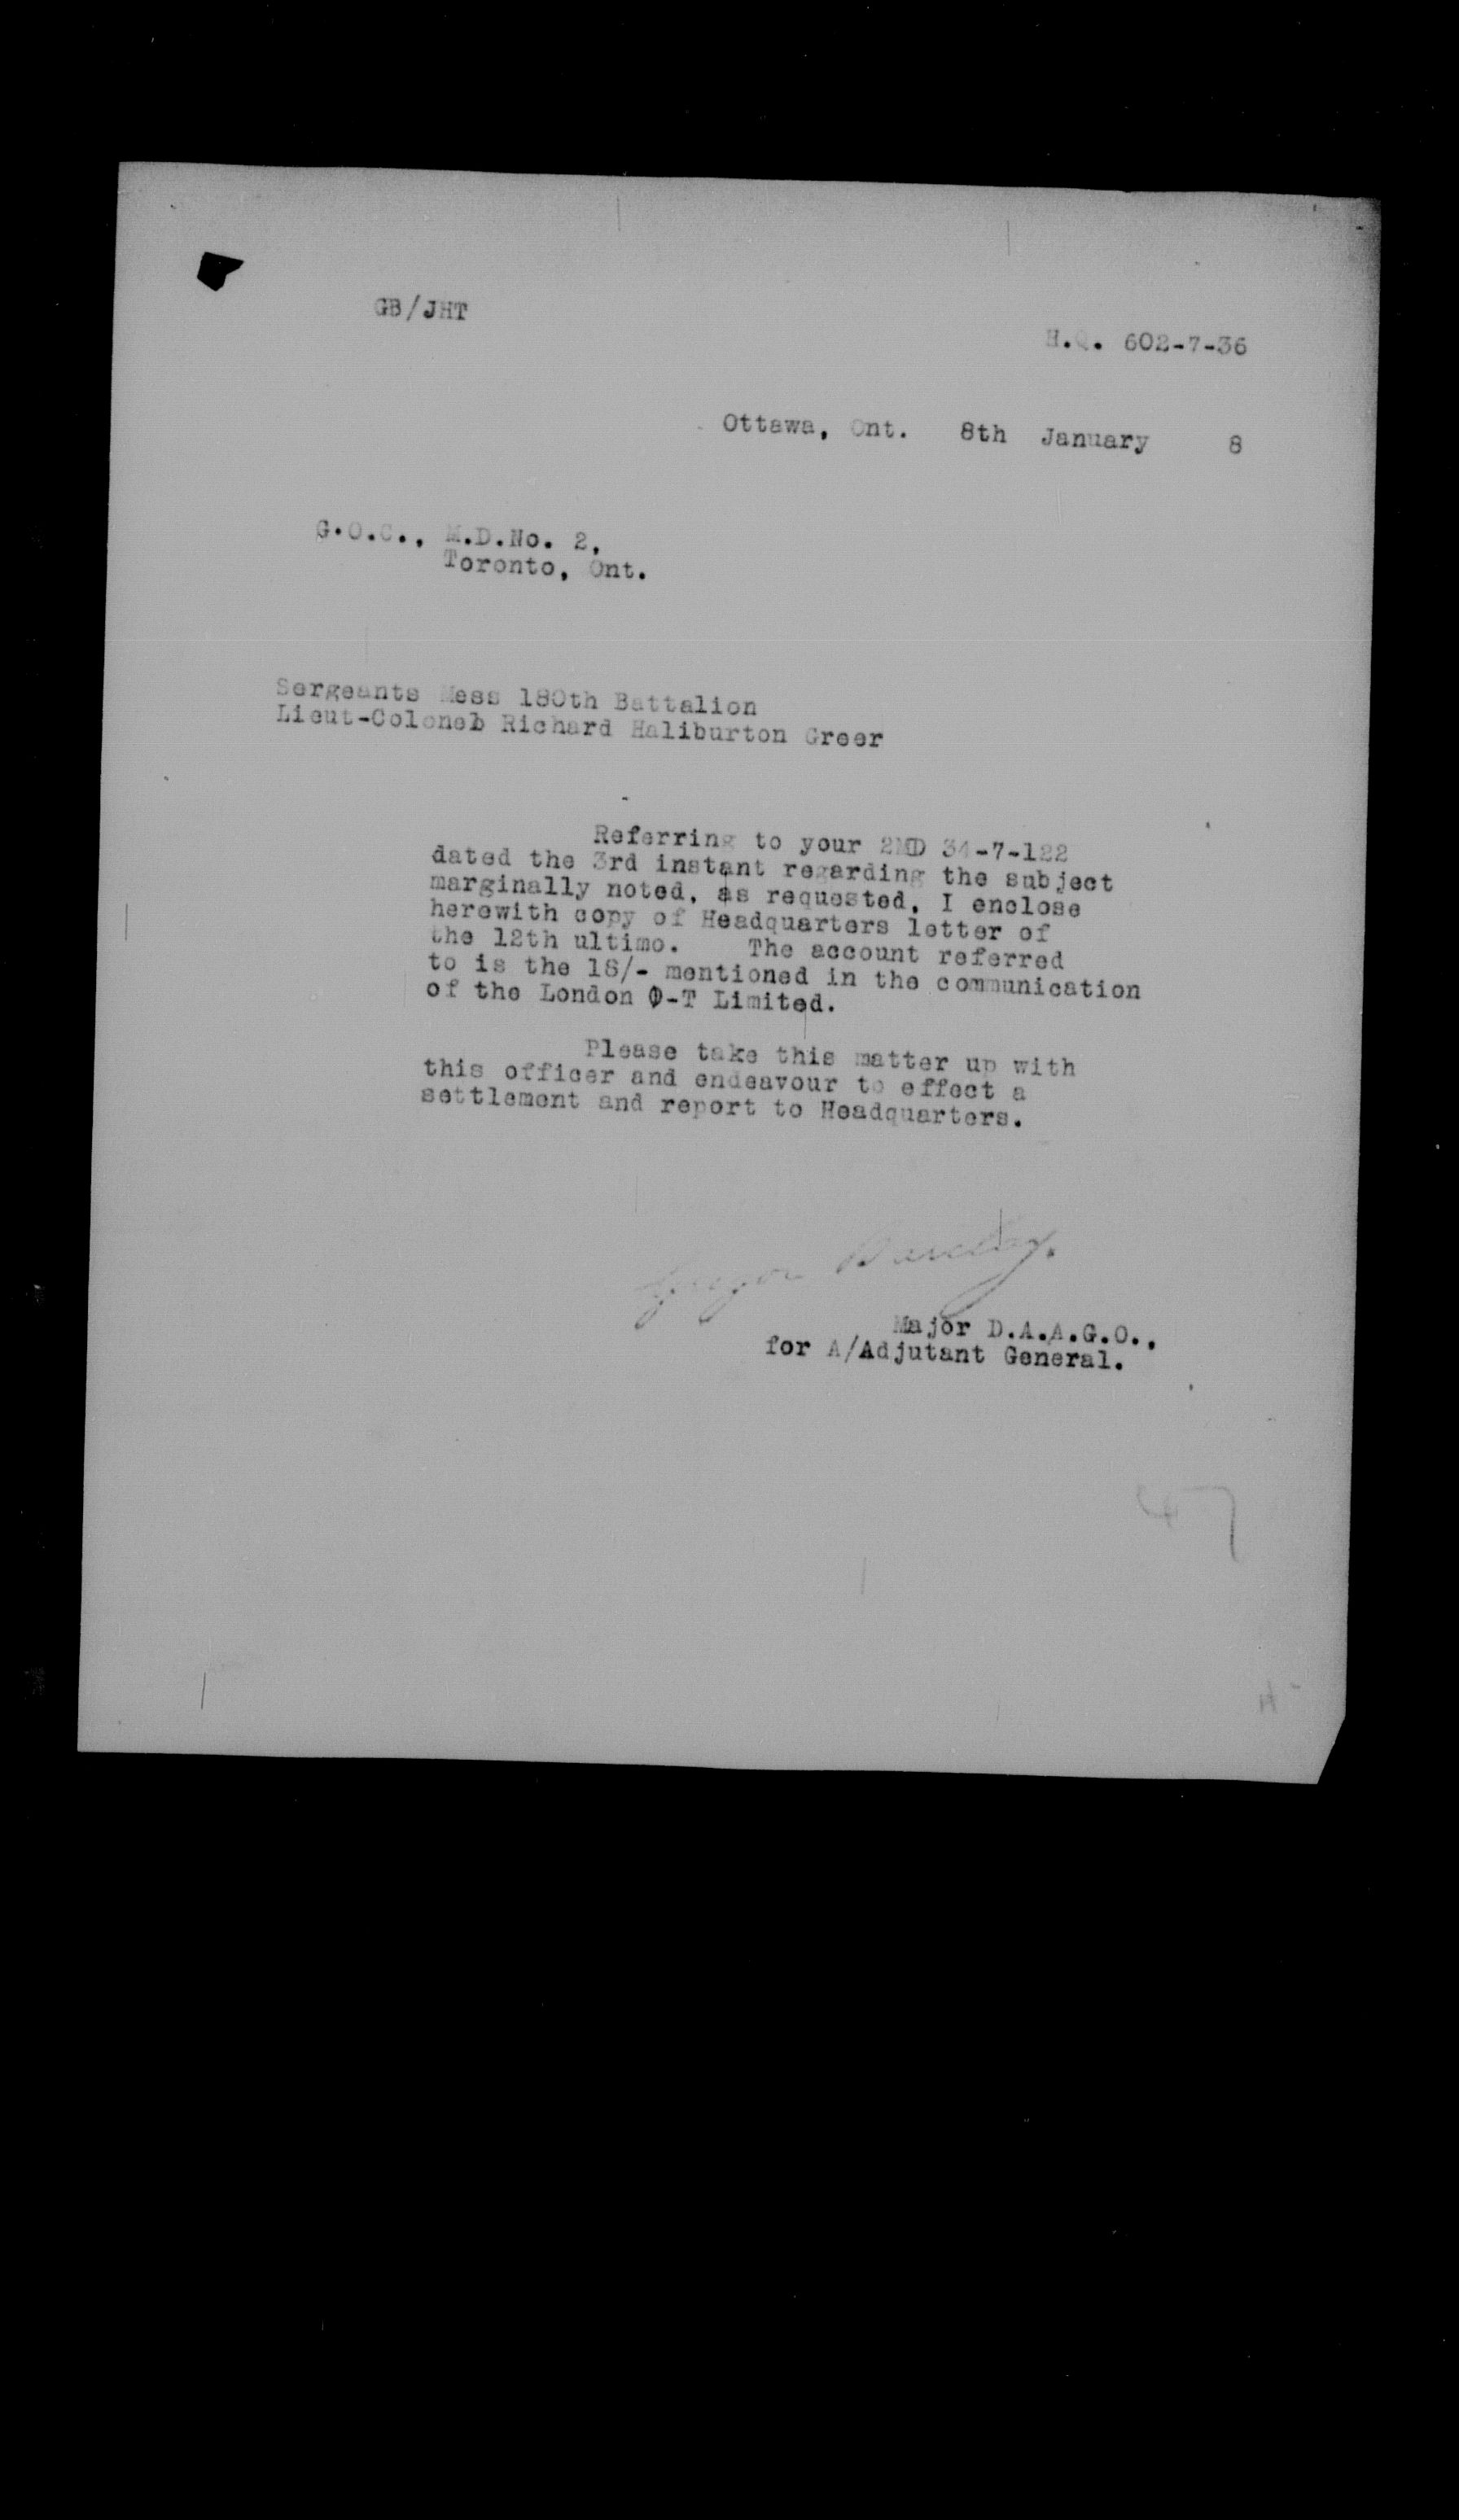 GB/JHT
H.Q. 602-7-36
Ottawa, Ont. 8th January 8
G.O.C., M.D.No. 2,
Toronto, Ont.
Sergeants Mess 180th Battalion
Lieut-Colonel Richard Haliburton Greer
Referring to your 2MD 34-7-122
dated the 3rd instant regarding the subject
marginally noted, as requested, I enclose
herewith copy of Headquarters letter of
the 12th ultimo. The account referred
to is the 18/- mentioned in the communication
of the London O-T Limited.
Please take this matter up with
this officer and endeavour to effect a
settlement and report to Headquarters.
Gregor Barclay.
Major D.A.A.G.O.,
for A/Adjutant General.
47